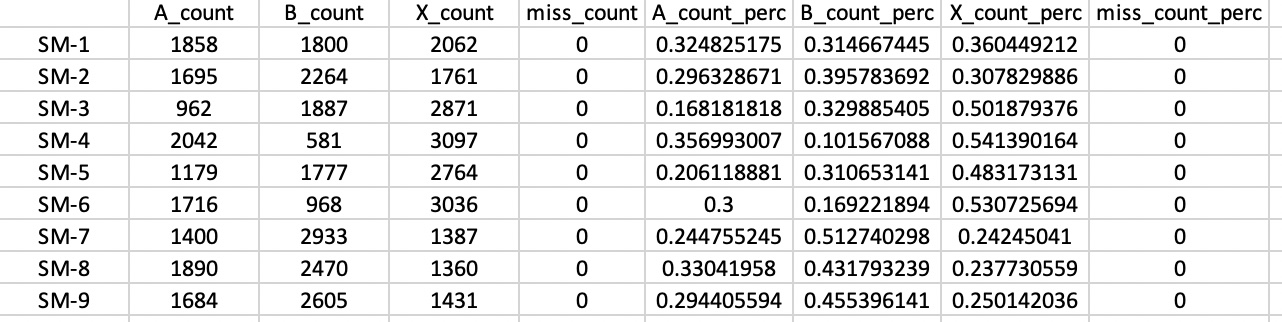 A_count B_count X_count miss_count A_count_perc B_count_perc X_count_perc miss_count_perc
SM-1 1858 1800 2062 0 0.324825175 0.314667445 0.360449212 0
SM-2 1695 2264 1761 0 0.296328671 0.395783692 0.307829886 0
SM-3 962 1887 2871 0 0.168181818 0.329885405 0.501879376 0
SM-4 2042 581 3097 0 0.356993007 0.101567088 0.541390164 0
SM-5 1179 1777 2764 0 0.206118881 0.310653141 0.483173131 0
SM-6 1716 968 3036 0 0.3 0.169221894 0.530725694 0
SM-7 1400 2933 1387 0 0.244755245 0.512740298 0.24245041 0
SM-8 1890 2470 1360 0 0.33041958 0.431793239 0.237730559 0
SM-9 1684 2605 1431 0 0.294405594 0.455396141 0.250142036 0